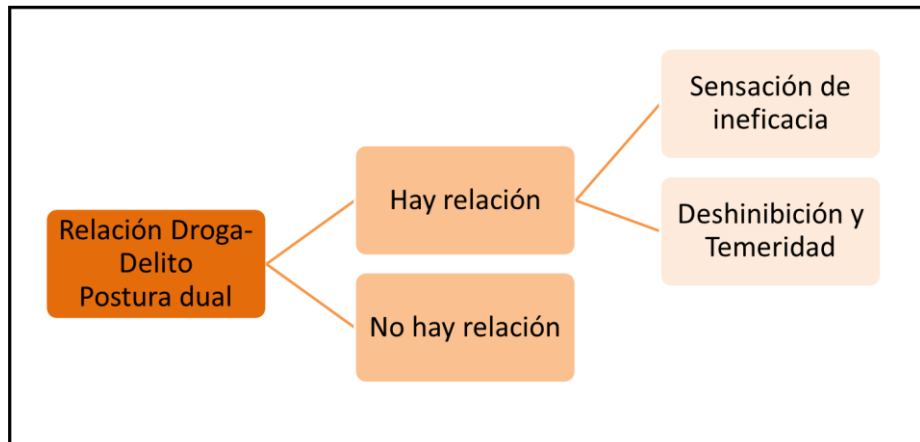 Relación Droga-
Delito
Postura dual
Hay relación
No hay relación
Sensación de
ineficacia
Deshinibición y
Temeridad